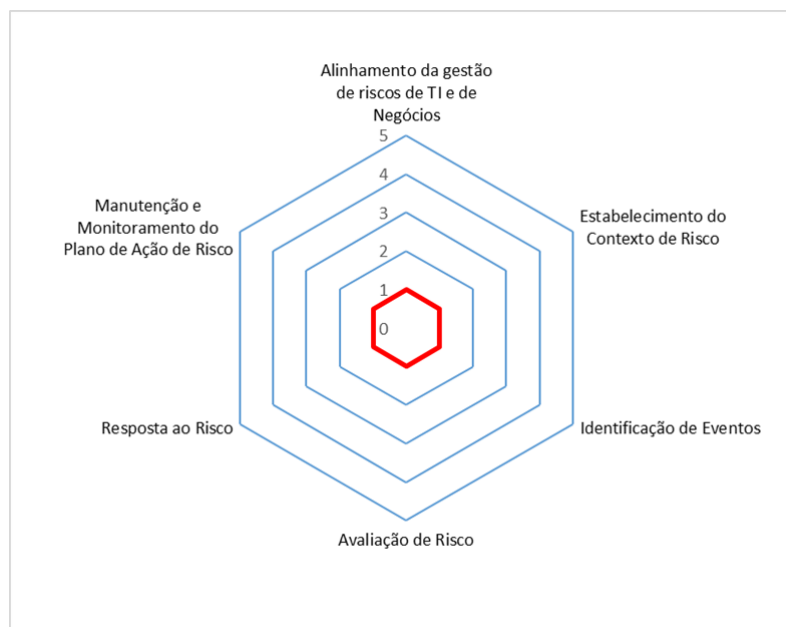 Alinhamento da gestão
de riscos de TI e de
Negócios
5
4
3
2
1
0
Estabelecimento do
Contexto de Risco
Identificação de Eventos
Avaliação de Risco
Resposta ao Risco
Manutenção e
Monitoramento do
Plano de Ação de Risco